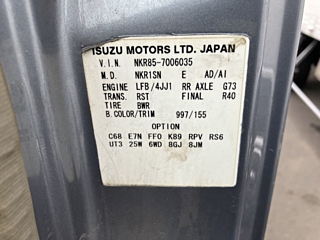 ISUZU MOTORS LTD. JAPAN
V.I.N. NKR85-7006035
M.D. NKR1SN E AD/AI
ENGINE LFB/4JJ1 RR AXLE G73
TRANS. RST FINAL R40
TIRE BWR
B.COLOR/TRIM 997/155
OPTION
C68 E7N FF0 K89 RPV RS6
UT3 25W 6WD 8GJ 8JM